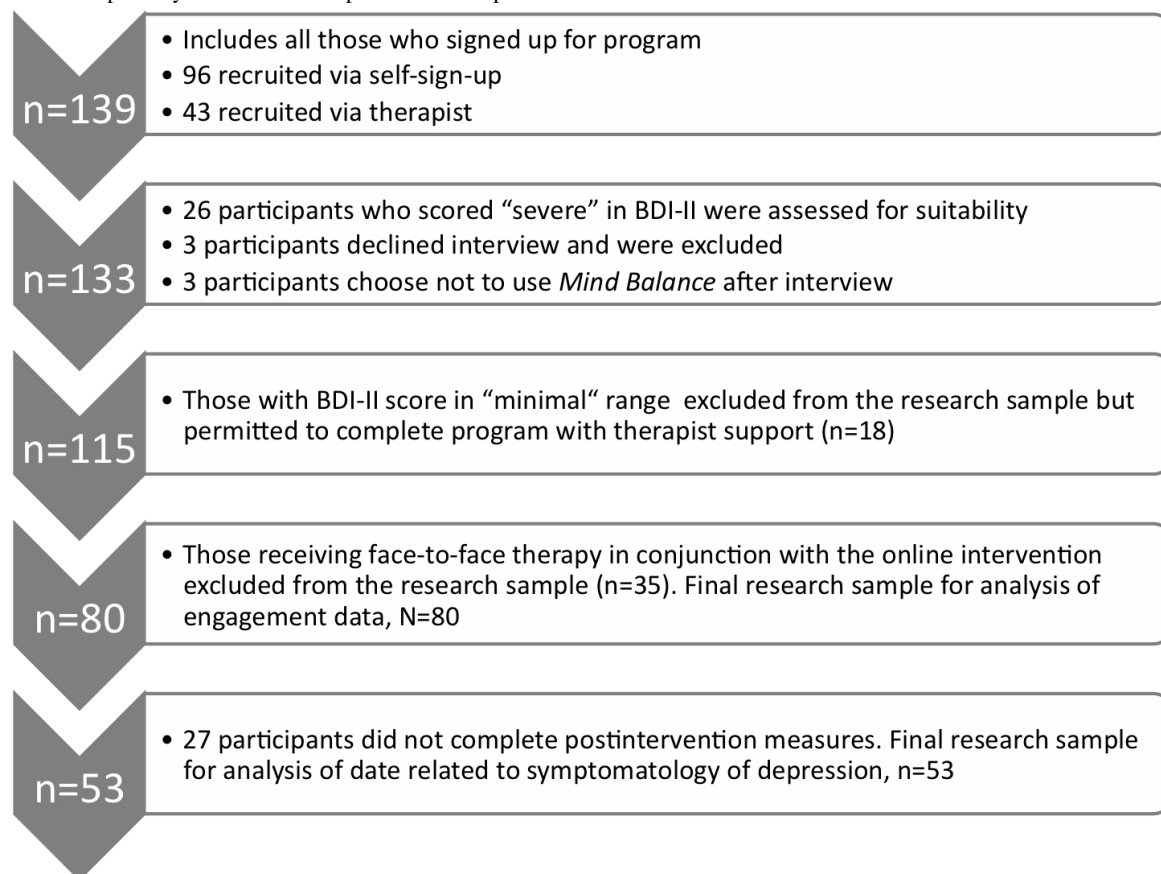 • Includes all those who signed up for program
• 96 recruited via self-sign-up
n=139
• 43 recruited via therapist
• 26 participants who scored “severe” in BDI-II were assessed for suitability
• 3 participants declined interview and were excluded
n=133
• 3 participants choose not to use Mind Balance after interview
• Those with BDI-II score in “minimal“ range excluded from the research sample but
permitted to complete program with therapist support (n=18)
n=115
• Those receiving face-to-face therapy in conjunction with the online intervention
excluded from the research sample (n=35). Final research sample for analysis of
engagement data, N=80
n=80
• 27 participants did not complete postintervention measures. Final research sample
for analysis of date related to symptomatology of depression, n=53
n=53